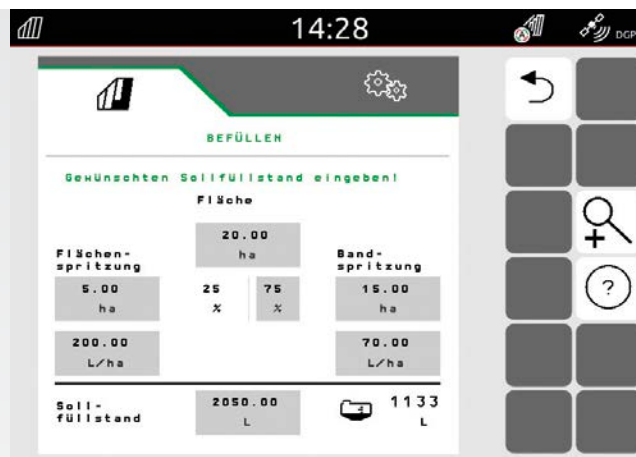 14:28
DGP
BEFÜLLEN
Gewünschten Sollfüllstand eingeben!
Fläche
20.00
ha
Flächen-
spritzung
Band-
spritzung
5.00
ha
25
%
75
%
15.00
ha
200.00
L/ha
70.00
L/ha
Soll-
füllstand
2050.00
L
1133
L
?